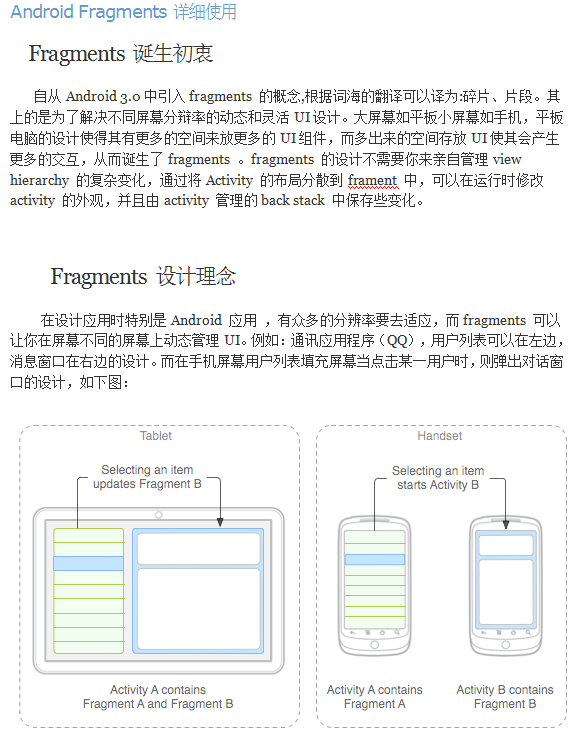 Android Fragments 详细使用
Fragments 诞生初衷
自从 Android 3.0 中引入 fragments 的概念,根据词海的翻译可以译为:碎片、片段。其
上的是为了解决不同屏幕分辩率的动态和灵活 UI 设计。大屏幕如平板小屏幕如手机，平板
电脑的设计使得其有更多的空间来放更多的 UI 组件，而多出来的空间存放 UI 使其会产生
更多的交互，从而诞生了 fragments 。fragments 的设计不需要你来亲自管理 view
hierarchy 的复杂变化，通过将 Activity 的布局分散到 frament 中，可以在运行时修改
activity 的外观，并且由 activity 管理的 back stack 中保存些变化。
Fragments 设计理念
在设计应用时特别是 Android 应用 ，有众多的分辨率要去适应，而 fragments 可以
让你在屏幕不同的屏幕上动态管理 UI。例如：通讯应用程序（QQ），用户列表可以在左边，
消息窗口在右边的设计。而在手机屏幕用户列表填充屏幕当点击某一用户时，则弹出对话窗
口的设计，如下图：
Tablet
Selecting an item
updates Fragment B
Activity A contains
Fragment A and Fragment B
Handset
Selecting an item
starts Activity B
Activity A contains
Fragment A
Activity B contains
Fragment B